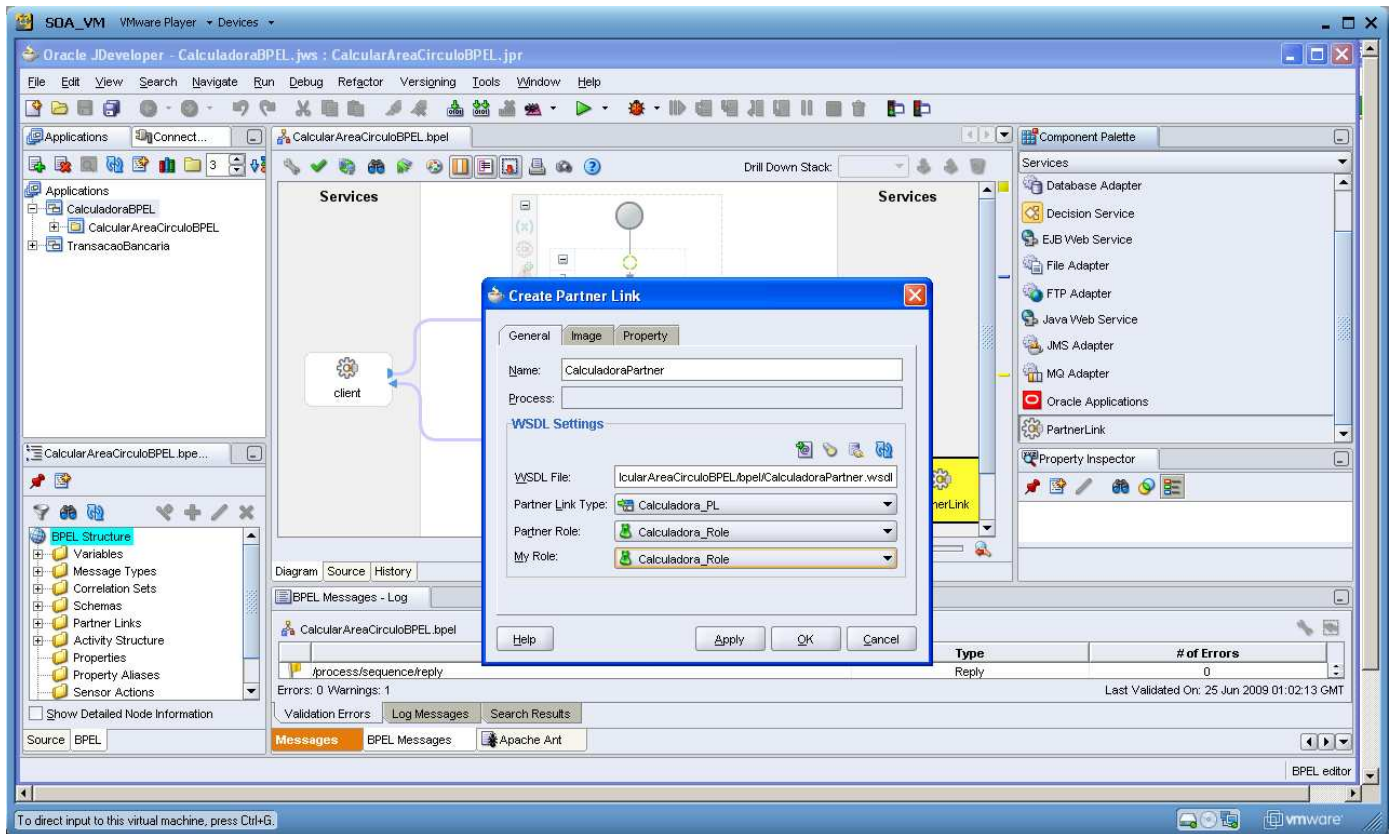 SOA_VM VMware Player Devices
Oracle JDeveloper - CalculadoraBPEL.jws : CalcularAreaCirculoBPEL.jpr
File Edit View Search Navigate Run Debug Refactor Versioning Tools Window Help
Applications Connect...
3
Applications
CalculadoraBPEL
CalcularAreaCirculoBPEL
TransacaoBancaria
CalcularAreaCirculoBPEL.bpel
Drill Down Stack:
Services
Services
client
nerLink
Diagram Source History
Create Partner Link
General Image Property
Name: CalculadoraPartner
Process:
WSDL Settings
WSDL File: lcularAreaCirculoBPEL/bpel/CalculadoraPartner.wsdl
Partner Link Type: Calculadora_PL
Partner Role: Calculadora_Role
My Role: Calculadora_Role
Help Apply OK Cancel
Component Palette
Services
Database Adapter
Decision Service
EJB Web Service
File Adapter
FTP Adapter
Java Web Service
JMS Adapter
MQ Adapter
Oracle Applications
PartnerLink
Property Inspector
CalcularAreaCirculoBPEL.bpe...
BPEL Structure
Variables
Message Types
Correlation Sets
Schemas
Partner Links
Activity Structure
Properties
Property Aliases
Sensor Actions
Show Detailed Node Information
Source BPEL
BPEL Messages - Log
CalcularAreaCirculoBPEL.bpel
Type # of Errors
/process/sequence/reply Reply 0
Errors: 0 Warnings: 1 Last Validated On: 25 Jun 2009 01:02:13 GMT
Validation Errors Log Messages Search Results
Messages BPEL Messages Apache Ant
BPEL editor
To direct input to this virtual machine, press Ctrl+G.
vmware